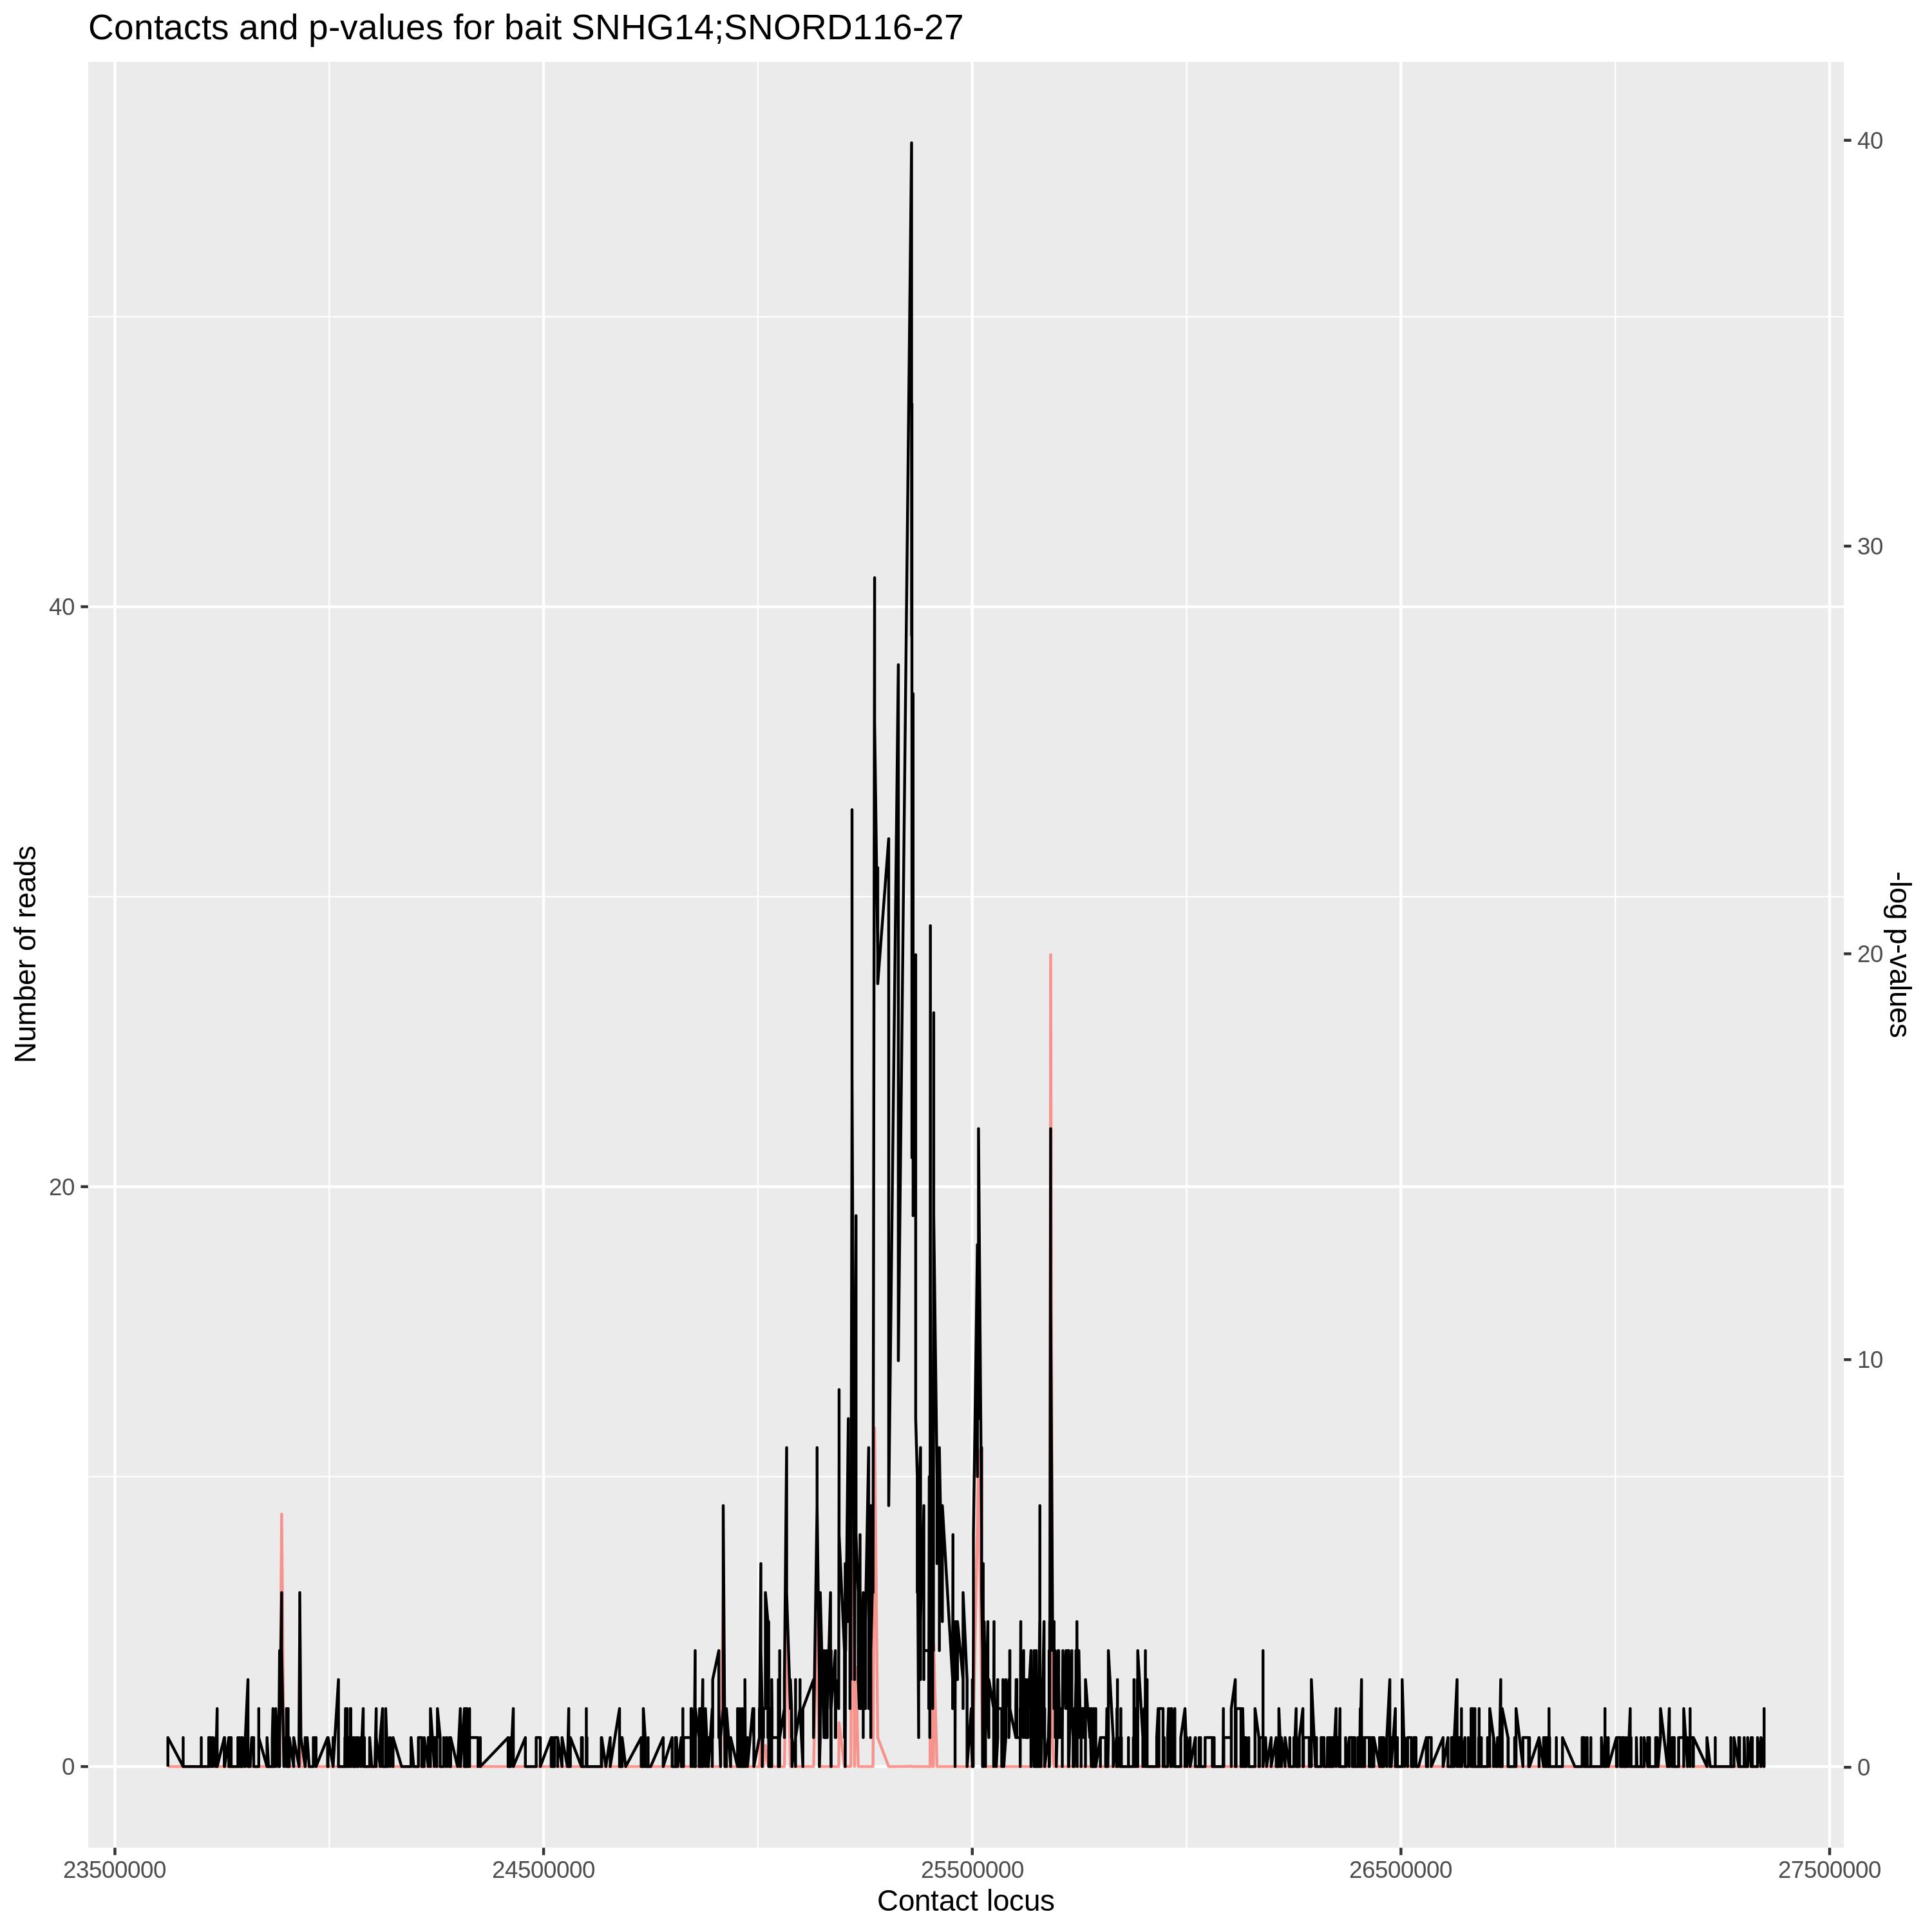 Contacts and p-values for bait SNHG14;SNORD116-27
40
30
20
10
0
40
20
0
Number of reads
-log p-values
23500000 24500000 25500000 26500000 27500000
Contact locus